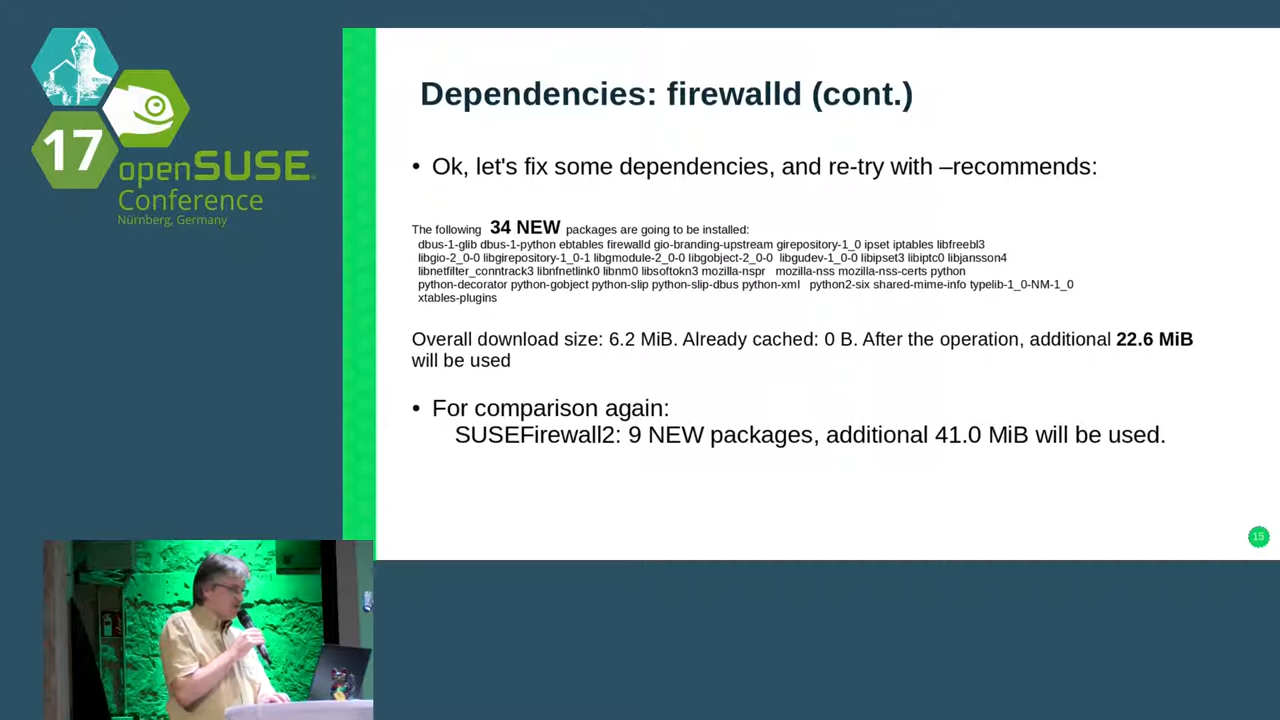 17
openSUSE
Conference
Nürnberg, Germany
Dependencies: firewalld (cont.)
• Ok, let's fix some dependencies, and re-try with –recommends:
The following 34 NEW packages are going to be installed:
dbus-1-glib dbus-1-python ebtables firewalld gio-branding-upstream girepository-1_0 ipset iptables libfreebl3
libgio-2_0-0 libgirepository-1_0-1 libgmodule-2_0-0 libgobject-2_0-0 libgudev-1_0-0 libipset3 libiptc0 libjansson4
libnetfilter_conntrack3 libnfnetlink0 libnm0 libsoftokn3 mozilla-nspr mozilla-nss mozilla-nss-certs python
python-decorator python-gobject python-slip python-slip-dbus python-xml python2-six shared-mime-info typelib-1_0-NM-1_0
xtables-plugins
Overall download size: 6.2 MiB. Already cached: 0 B. After the operation, additional 22.6 MiB
will be used
• For comparison again:
SUSEFirewall2: 9 NEW packages, additional 41.0 MiB will be used.
15